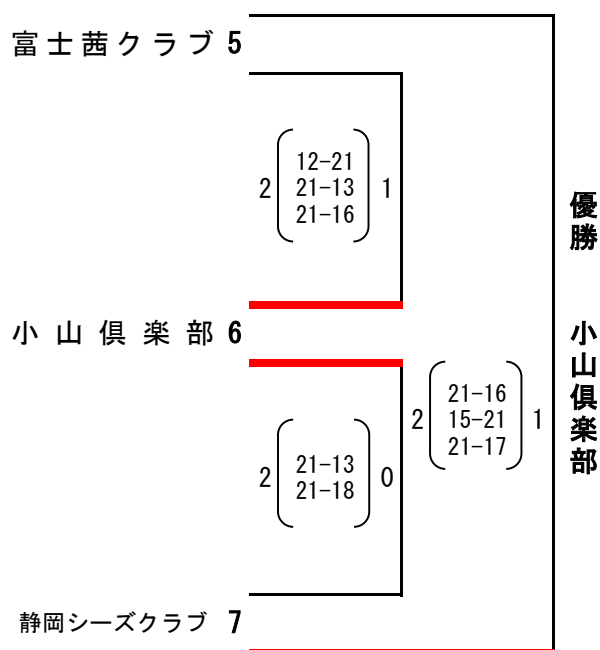 富士茜クラブ 5
2 12-21 1
21-13
21-16
小山倶楽部 6
2 21-16 1
15-21
21-17
2 21-13 0
21-18
静岡シーズクラブ 7
優勝 小山倶楽部